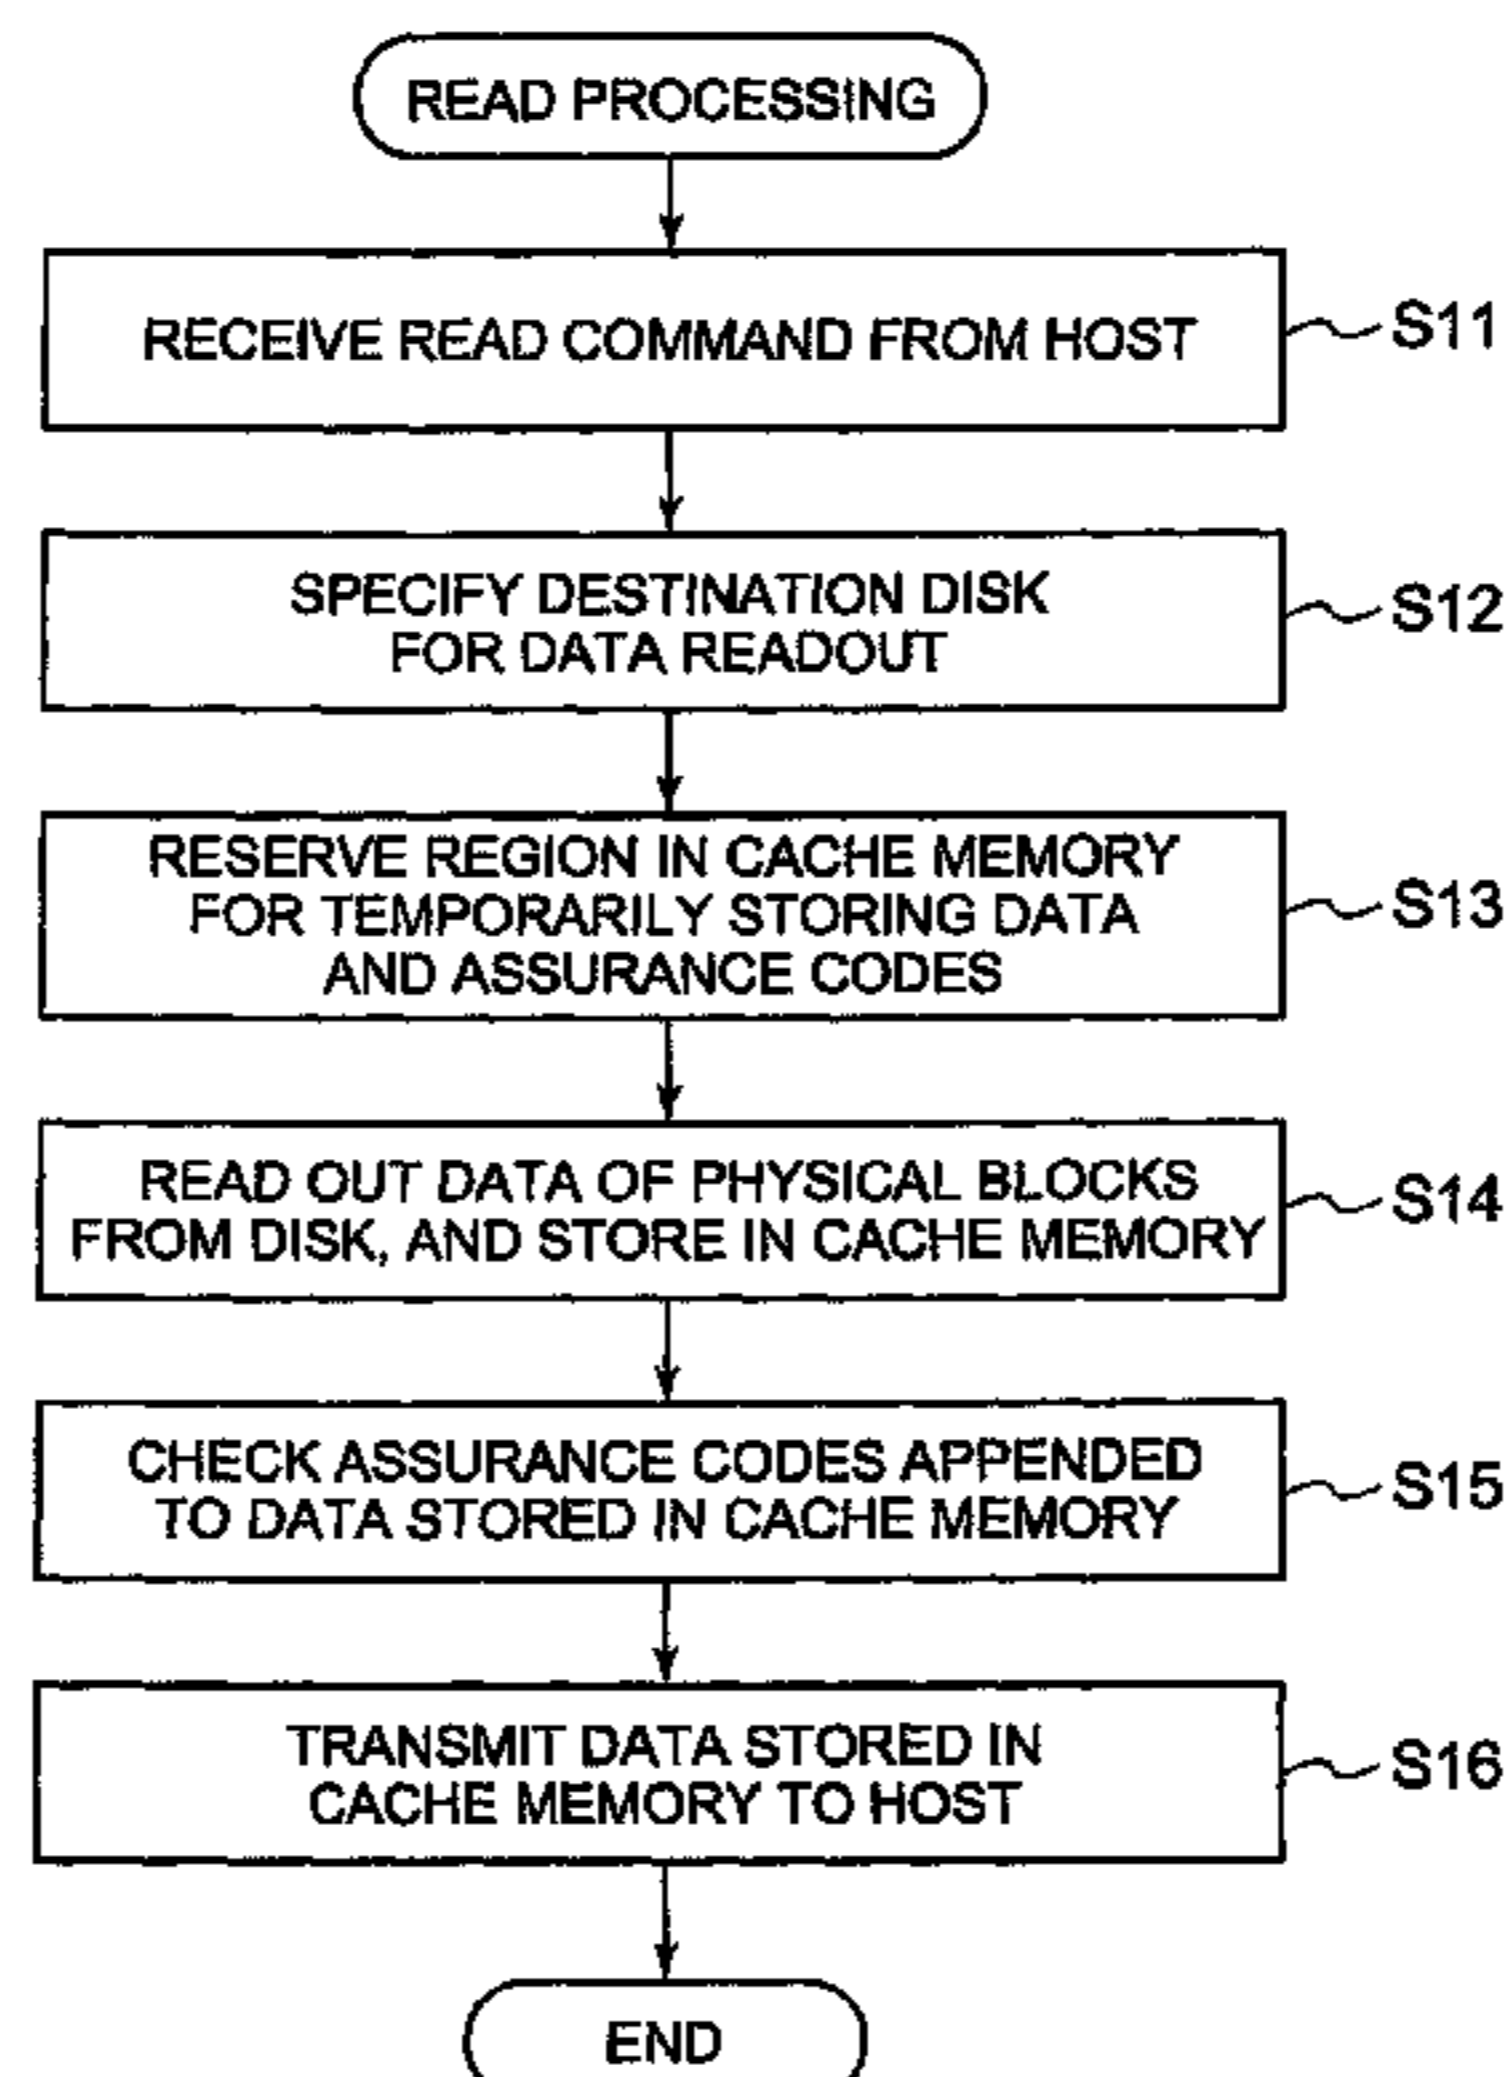 READ PROCESSING
RECEIVE READ COMMAND FROM HOST
S11
SPECIFY DESTINATION DISK
FOR DATA READOUT
S12
RESERVE REGION IN CACHE MEMORY
FOR TEMPORARILY STORING DATA
AND ASSURANCE CODES
S13
READ OUT DATA OF PHYSICAL BLOCKS
FROM DISK, AND STORE IN CACHE MEMORY
S14
CHECK ASSURANCE CODES APPENDED
TO DATA STORED IN CACHE MEMORY
S15
TRANSMIT DATA STORED IN
CACHE MEMORY TO HOST
S16
END